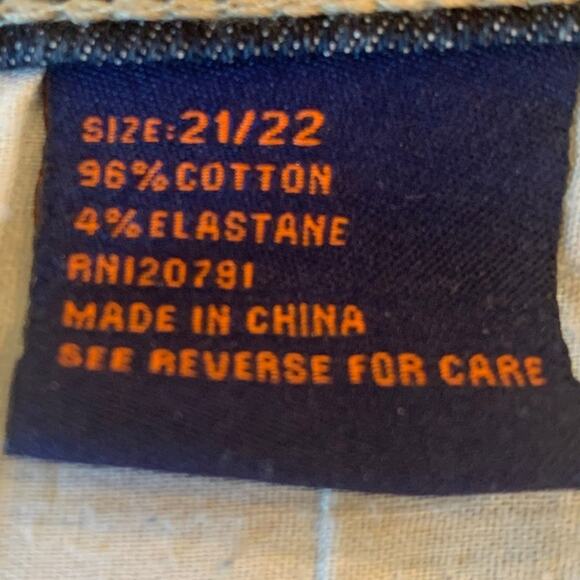 SIZE:21/22
96%COTTON
4%ELASTANE
RN120791
MADE IN CHINA
SEE REVERSE FOR CARE